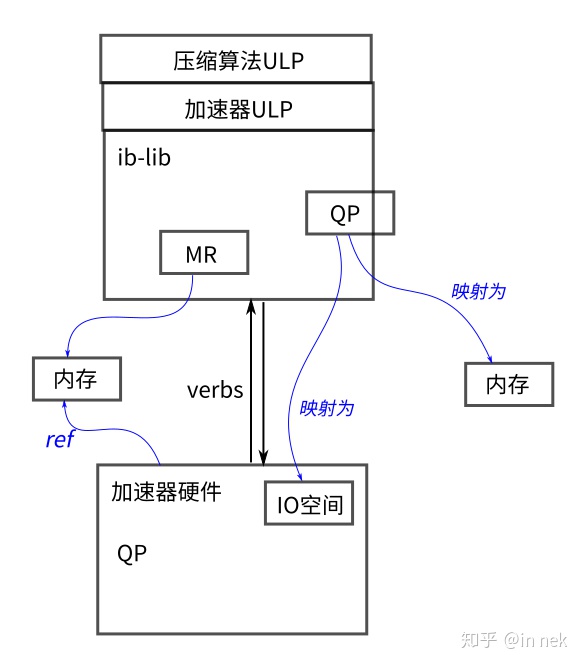 压缩算法ULP
加速器ULP
ib-lib
QP
MR
映射为
内存
内存
verbs
映射为
ref
加速器硬件
IO空间
QP
知乎 @in nek